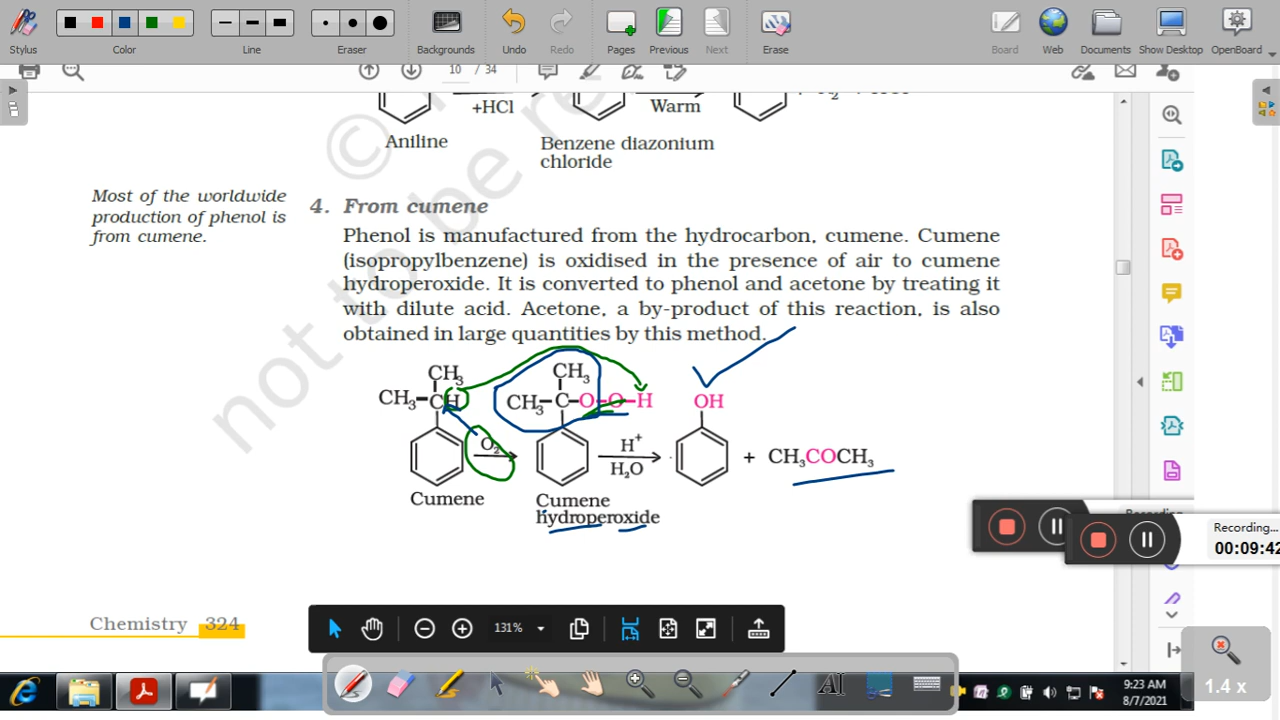 Stylus
Color
Line
Eraser
Backgrounds
Undo
Redo
Pages
Previous
Next
Erase
Board
Web
Documents
Show Desktop
OpenBoard
10 / 34
+HCl
Warm
Aniline
Benzene diazonium
chloride
© 
not to be re
Most of the worldwide
production of phenol is
from cumene.
4. From cumene
Phenol is manufactured from the hydrocarbon, cumene. Cumene
(isopropylbenzene) is oxidised in the presence of air to cumene
hydroperoxide. It is converted to phenol and acetone by treating it
with dilute acid. Acetone, a by-product of this reaction, is also
obtained in large quantities by this method.
CH₃
CH₃–CH
O₂
Cumene
CH₃
CH₃–C–O–O–H
Cumene
hydroperoxide
H⁺
H₂O
OH
+ CH₃COCH₃
Recording...
00:09:42
Chemistry 324
131%
1.4 x
9:23 AM
8/7/2021